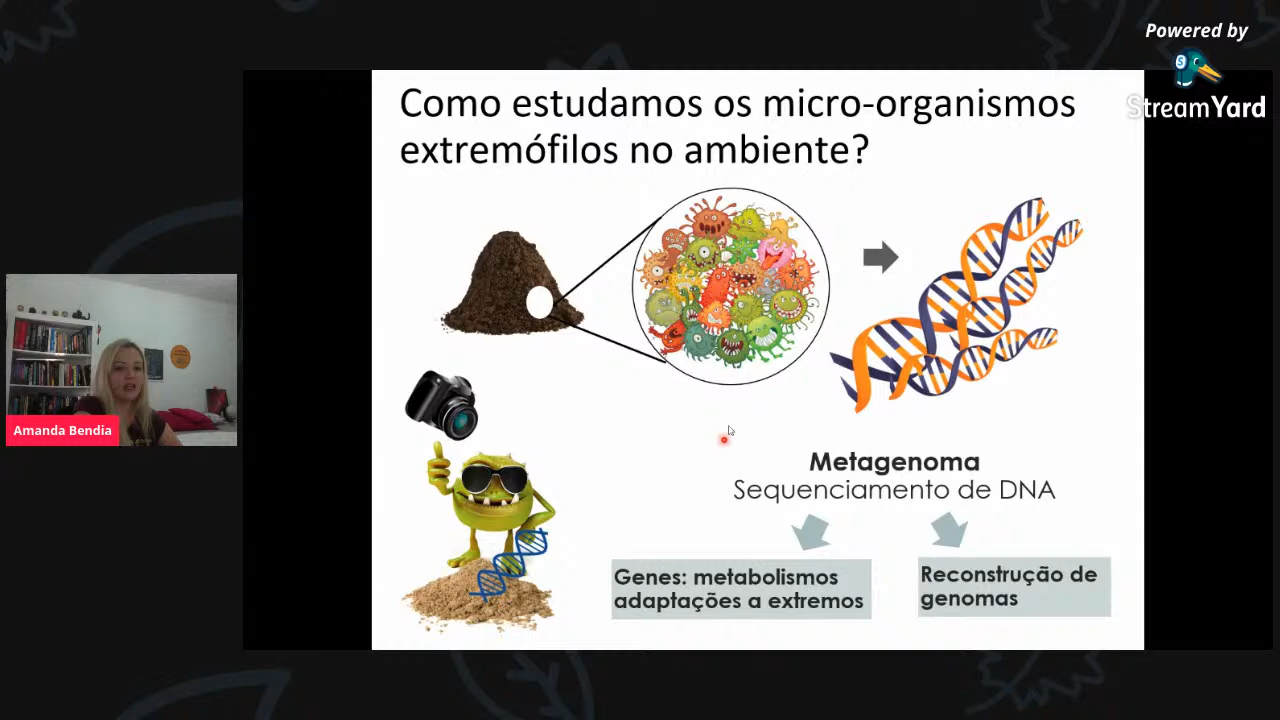 Powered by
StreamYard
Como estudamos os micro-organismos
extremófilos no ambiente?
Amanda Bendia
Metagenoma
Sequenciamento de DNA
Genes: metabolismos
adaptações a extremos
Reconstrução de
genomas